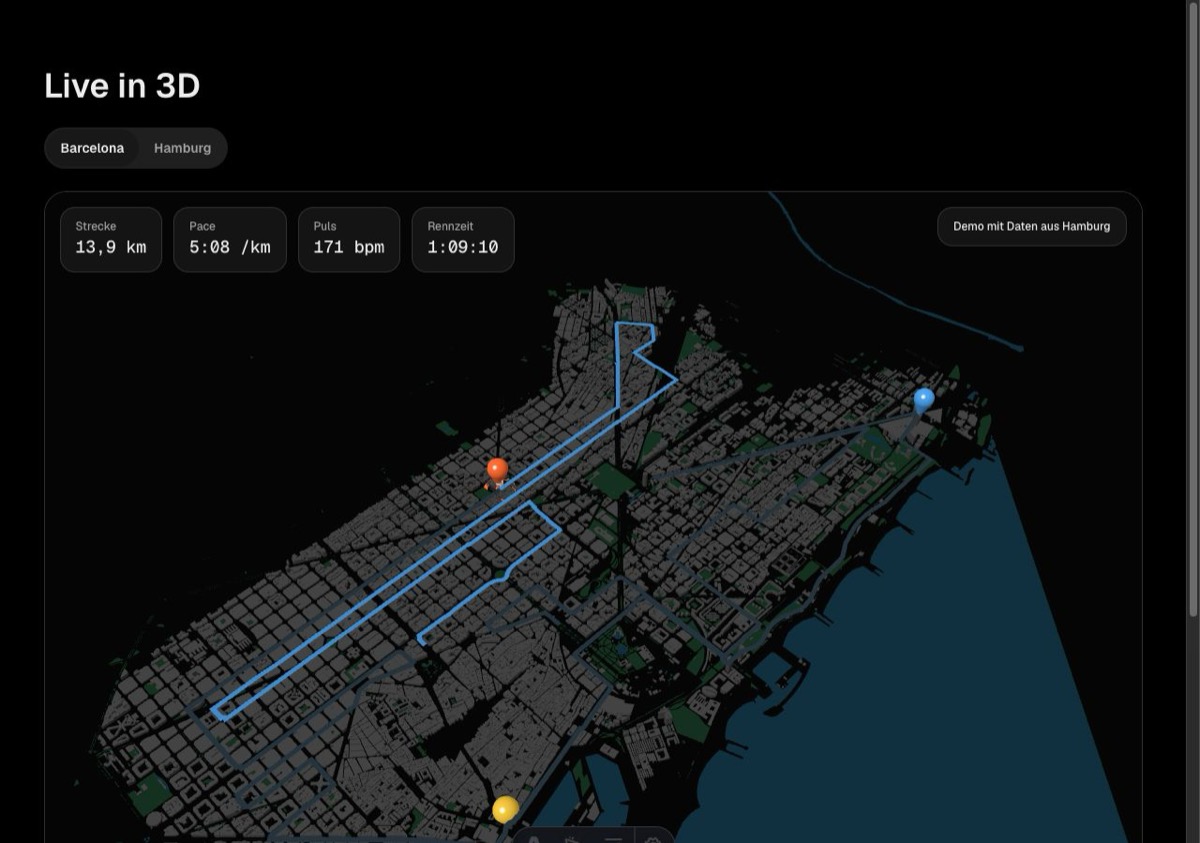 Live in 3D
Barcelona Hamburg
Strecke Pace Puls Rennzeit
13,9 km 5:08 /km 171 bpm 1:09:10
Demo mit Daten aus Hamburg